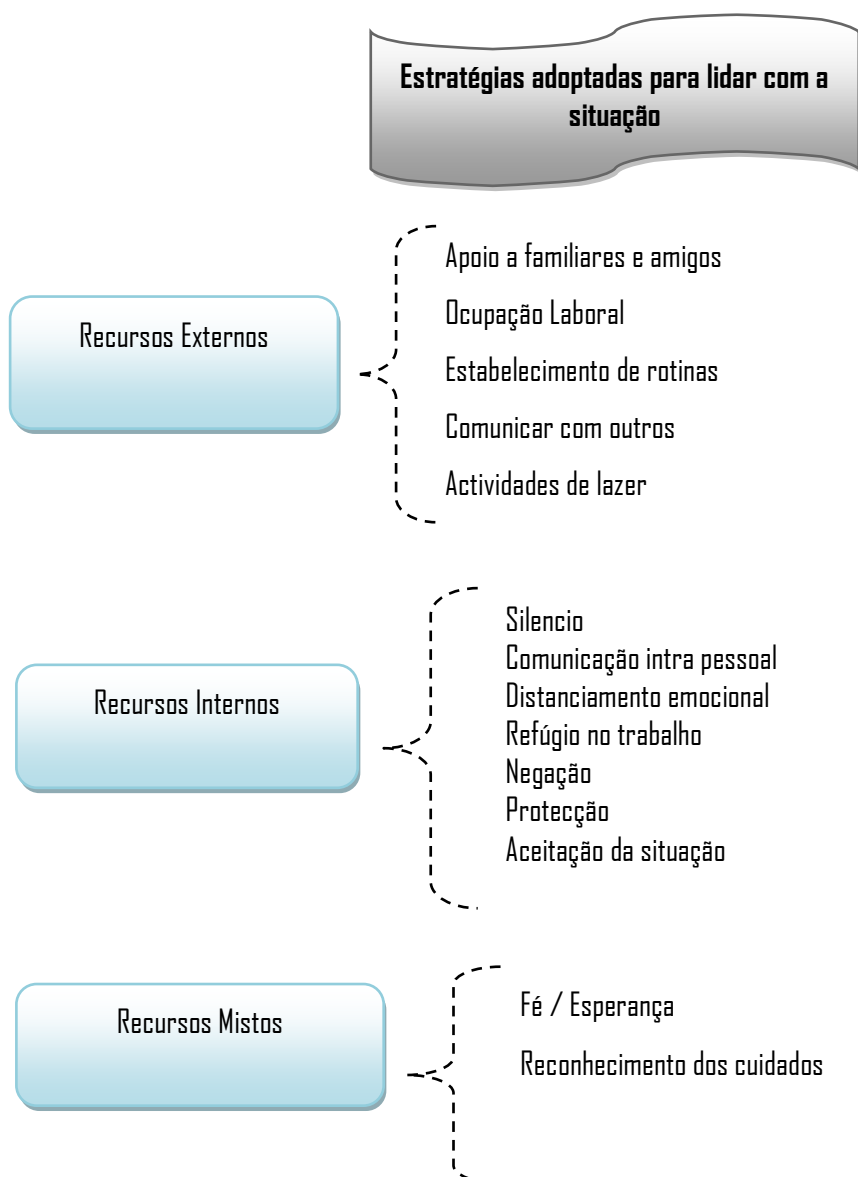 Estratégias adoptadas para lidar com a
situação
Recursos Externos
Apoio a familiares e amigos
Ocupação Laboral
Estabelecimento de rotinas
Comunicar com outros
Actividades de lazer
Recursos Internos
Silencio
Comunicação intra pessoal
Distanciamento emocional
Refúgio no trabalho
Negação
Protecção
Aceitação da situação
Recursos Mistos
Fé / Esperança
Reconhecimento dos cuidados